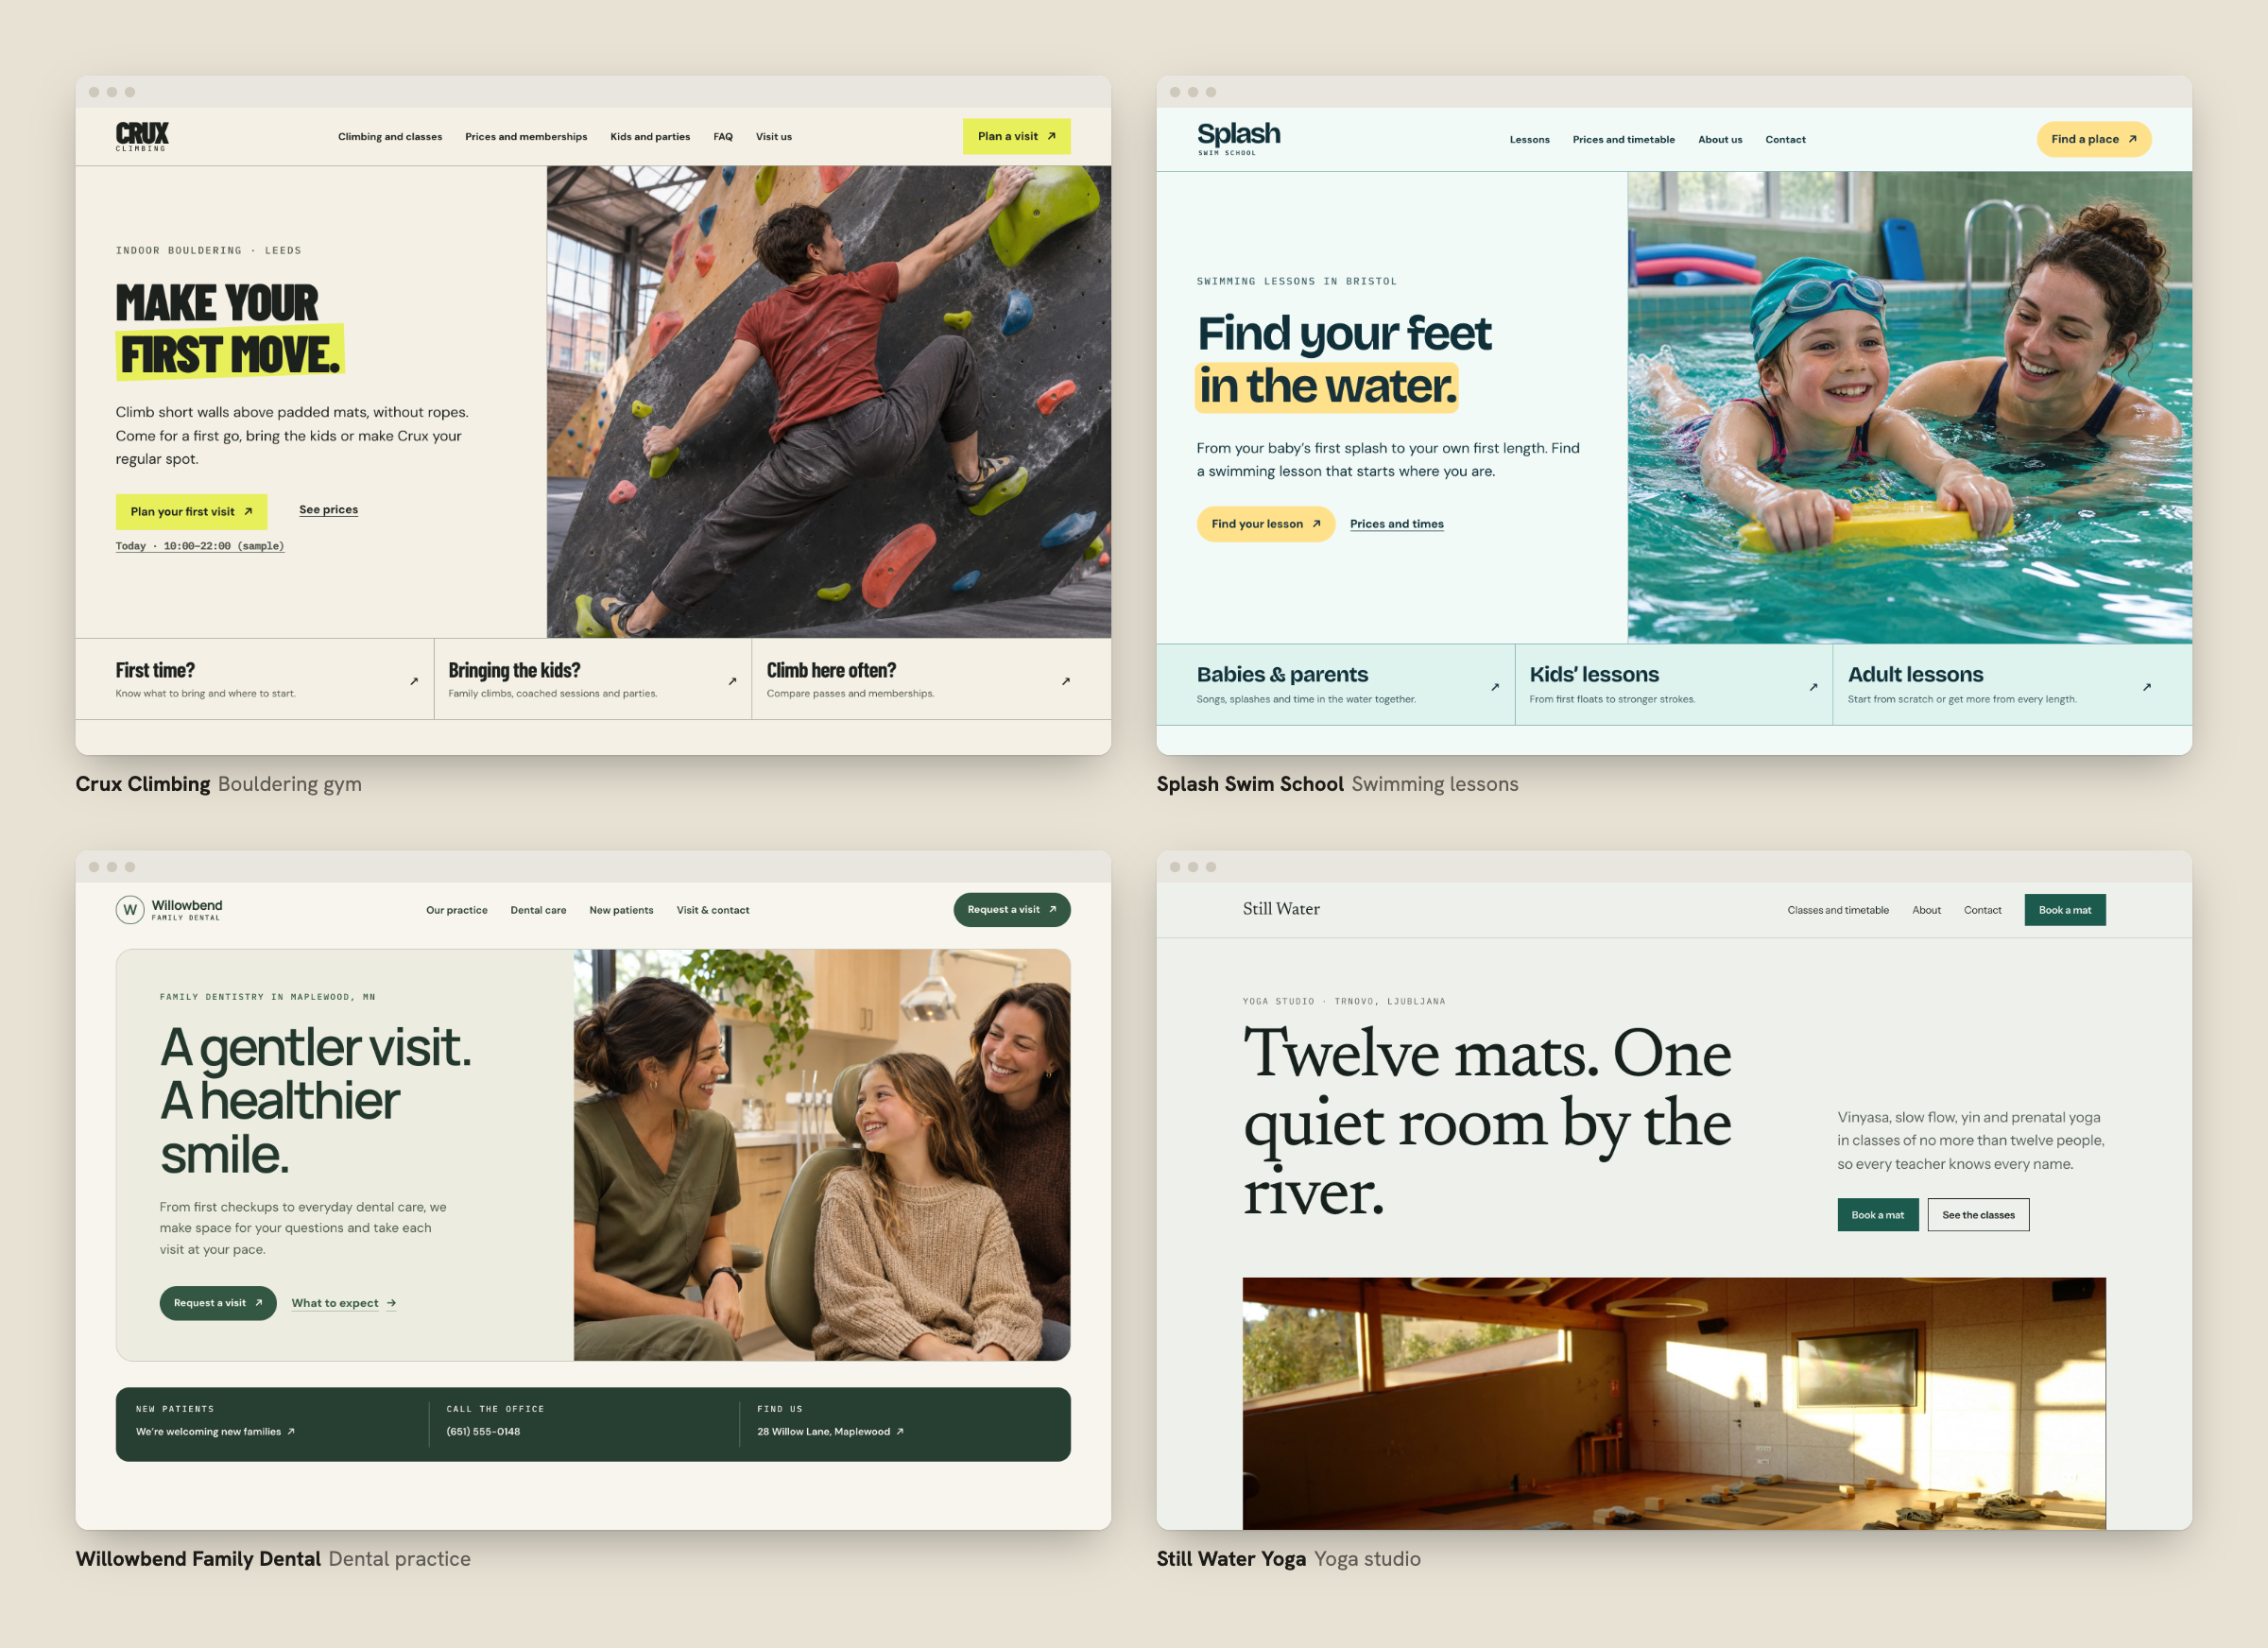 CRUX
CLIMBING
Climbing and classes Prices and memberships Kids and parties FAQ Visit us
Plan a visit ↗
INDOOR BOULDERING · LEEDS
MAKE YOUR
FIRST MOVE.
Climb short walls above padded mats, without ropes.
Come for a first go, bring the kids or make Crux your
regular spot.
Plan your first visit ↗ See prices
Today · 10:00–22:00 (sample)
First time? ↗
Know what to bring and where to start.
Bringing the kids? ↗
Family climbs, coached sessions and parties.
Climb here often? ↗
Compare passes and memberships.
Crux Climbing Bouldering gym
Splash
SWIM SCHOOL
Lessons Prices and timetable About us Contact
Find a place ↗
SWIMMING LESSONS IN BRISTOL
Find your feet
in the water.
From your baby’s first splash to your own first length. Find
a swimming lesson that starts where you are.
Find your lesson ↗ Prices and times
Babies & parents ↗
Songs, splashes and time in the water together.
Kids’ lessons ↗
From first floats to stronger strokes.
Adult lessons ↗
Start from scratch or get more from every length.
Splash Swim School Swimming lessons
W
Willowbend
FAMILY DENTAL
Our practice Dental care New patients Visit & contact
Request a visit ↗
FAMILY DENTISTRY IN MAPLEWOOD, MN
A gentler visit.
A healthier
smile.
From first checkups to everyday dental care, we
make space for your questions and take each
visit at your pace.
Request a visit ↗ What to expect →
NEW PATIENTS
We’re welcoming new families ↗
CALL THE OFFICE
(651) 555-0148
FIND US
28 Willow Lane, Maplewood ↗
Willowbend Family Dental Dental practice
Still Water
Classes and timetable About Contact Book a mat
YOGA STUDIO · TRNOVO, LJUBLJANA
Twelve mats. One
quiet room by the
river.
Vinyasa, slow flow, yin and prenatal yoga
in classes of no more than twelve people,
so every teacher knows every name.
Book a mat See the classes
Still Water Yoga Yoga studio